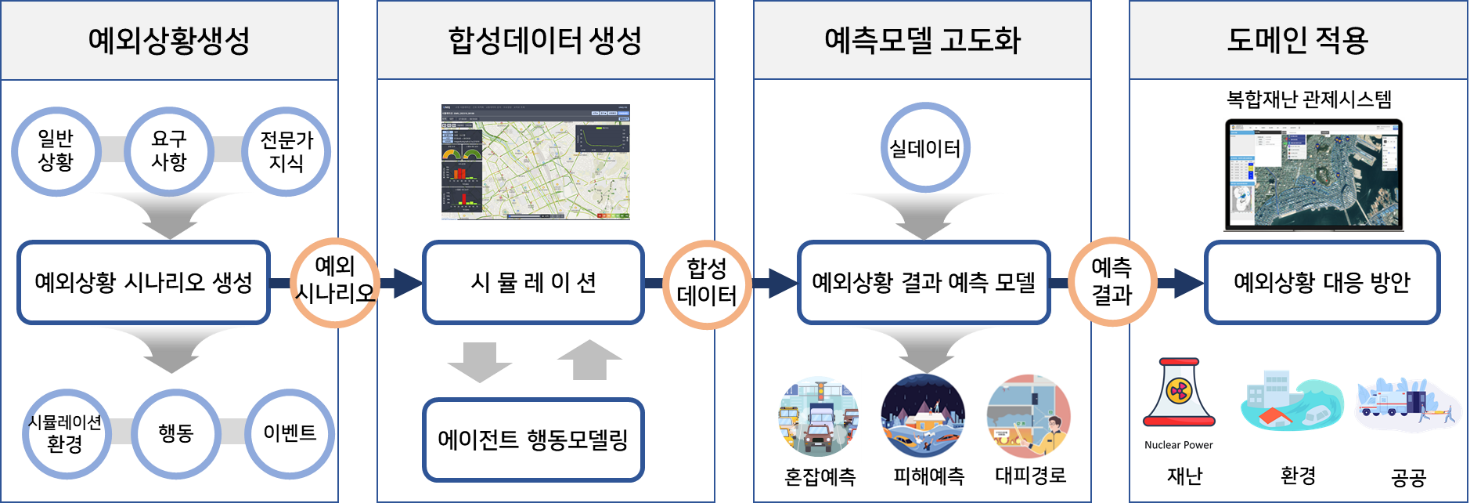 예외상황생성
일반
상황
요구
사항
전문가
지식
예외상황 시나리오 생성
시뮬레이션
환경
행동
이벤트
예외
시나리오
합성데이터 생성
시 뮬 레 이 션
에이전트 행동모델링
합성
데이터
예측모델 고도화
실데이터
예외상황 결과 예측 모델
혼잡예측
피해예측
대피경로
예측
결과
도메인 적용
복합재난 관제시스템
예외상황 대응 방안
Nuclear Power
재난
환경
공공